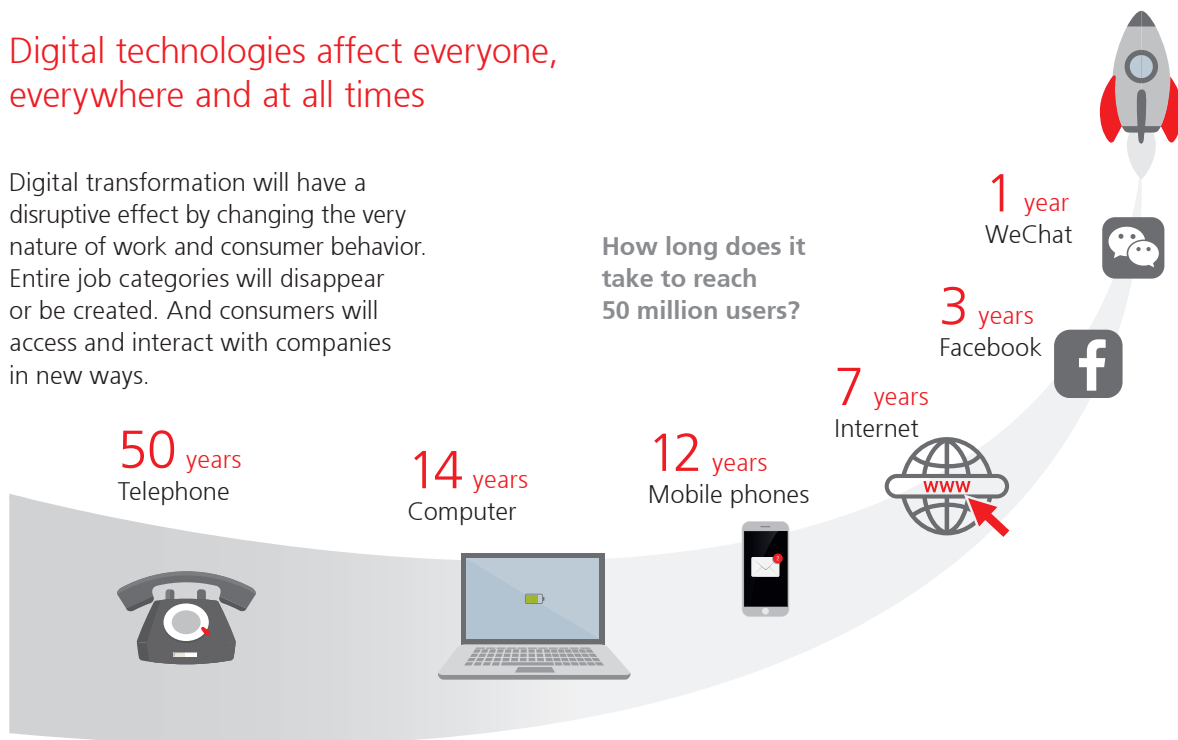 Digital technologies affect everyone,
everywhere and at all times
Digital transformation will have a
disruptive effect by changing the very
nature of work and consumer behavior.
Entire job categories will disappear
or be created. And consumers will
access and interact with companies
in new ways.
How long does it
take to reach
50 million users?
50 years
Telephone
14 years
Computer
12 years
Mobile phones
7 years
Internet
www
3 years
Facebook
f
1 year
WeChat